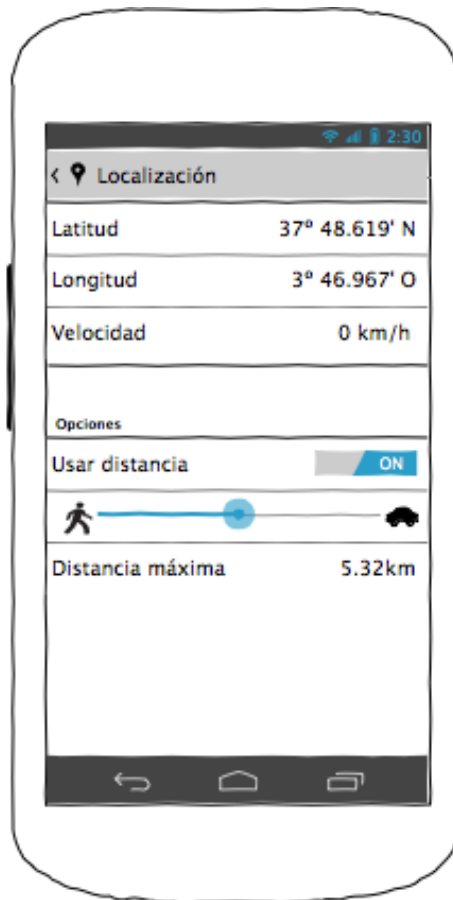 2:30
Localización
Latitud 37º 48.619' N
Longitud 3º 46.967' O
Velocidad 0 km/h
Opciones
Usar distancia ON
Distancia máxima 5.32km